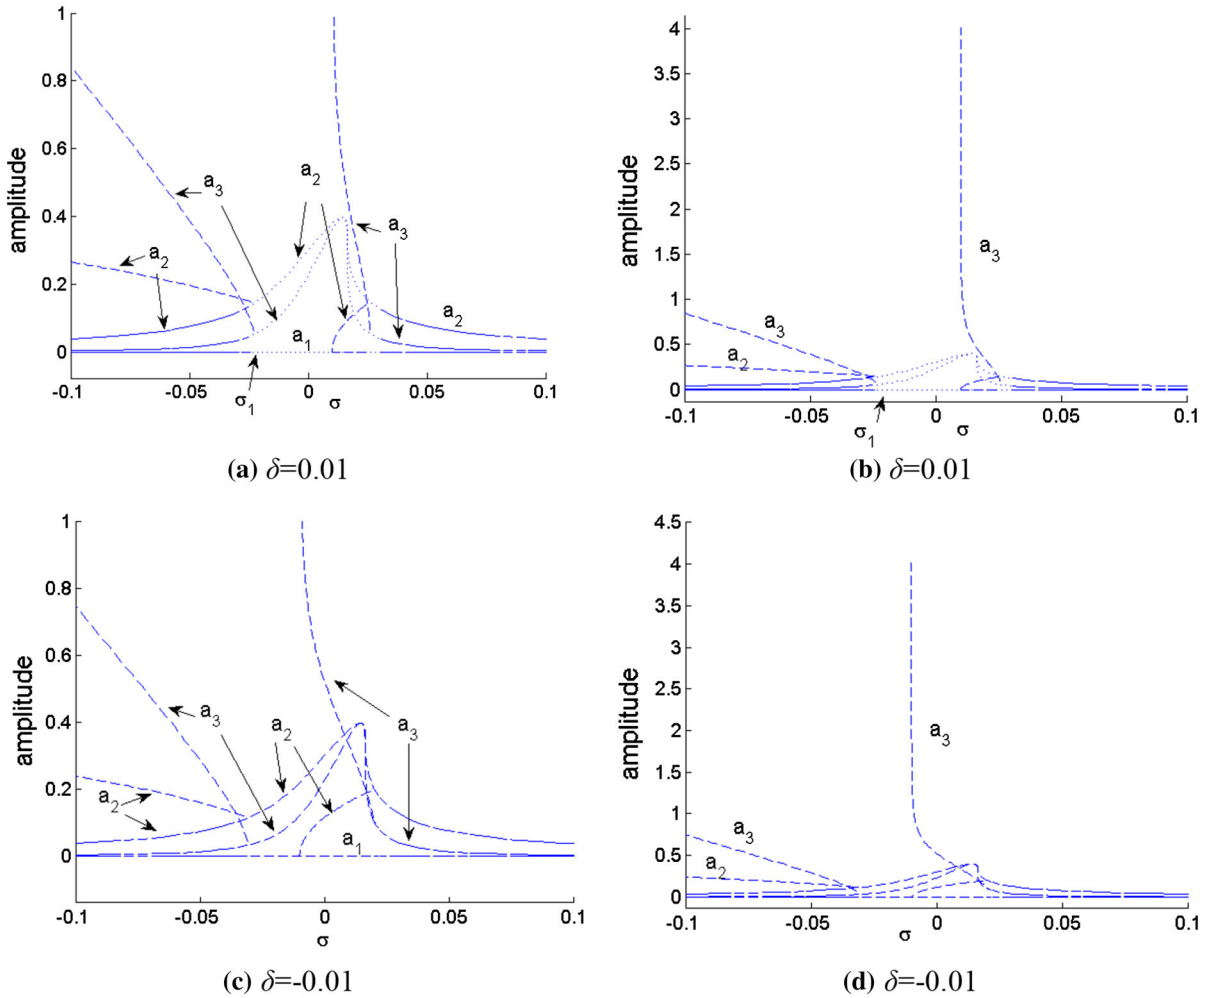 amplitude
1
0.8
0.6
0.4
0.2
0
a3
a2
a2
a3
a1
a2
-0.1
-0.05
0
0.05
0.1
σ1
σ
(a) δ=0.01
amplitude
4
3.5
3
2.5
2
1.5
1
0.5
0
a3
a3
a2
-0.1
-0.05
0
0.05
0.1
σ1
σ
(b) δ=0.01
amplitude
1
0.8
0.6
0.4
0.2
0
a3
a2
a3
a2
a1
-0.1
-0.05
0
0.05
0.1
σ
(c) δ=-0.01
amplitude
4.5
4
3.5
3
2.5
2
1.5
1
0.5
0
a3
a3
a2
-0.1
-0.05
0
0.05
0.1
σ
(d) δ=-0.01